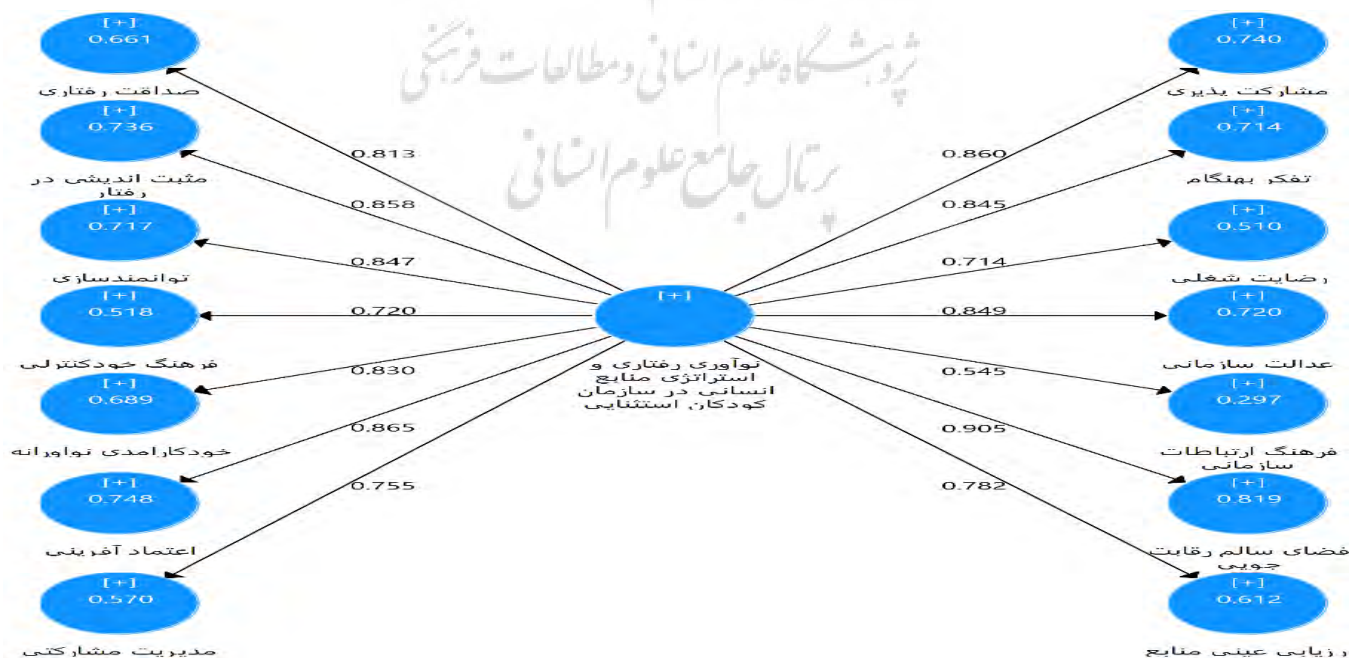 پژوهشگاه علوم انسانی و مطالعات فرهنگی
پرتال جامع علوم انسانی
[+]
0.740
مشارکت پذیری
[+]
0.714
تفکر بهنگام
[+]
0.510
رضایت شغلی
[+]
0.720
عدالت سازمانی
[+]
0.297
فرهنگ ارتباطات
سازمانی
[+]
0.819
فضای سالم رقابت
جویی
[+]
0.612
رزیابی عینی منابع
0.860
0.845
0.714
0.849
0.545
0.905
0.782
[+]
نوآوری رفتاری و
استراتژی منابع
انسانی در سازمان
کودکان استثنایی
0.813
0.858
0.847
0.720
0.830
0.865
0.755
[+]
0.661
صداقت رفتاری
[+]
0.736
مثبت اندیشی در
رفتار
[+]
0.717
توانمندسازی
[+]
0.518
فرهنگ خودکنترلی
[+]
0.689
خودکارامدی نواورانه
[+]
0.748
اعتماد آفرینی
[+]
0.570
مدیریت مشارکتی